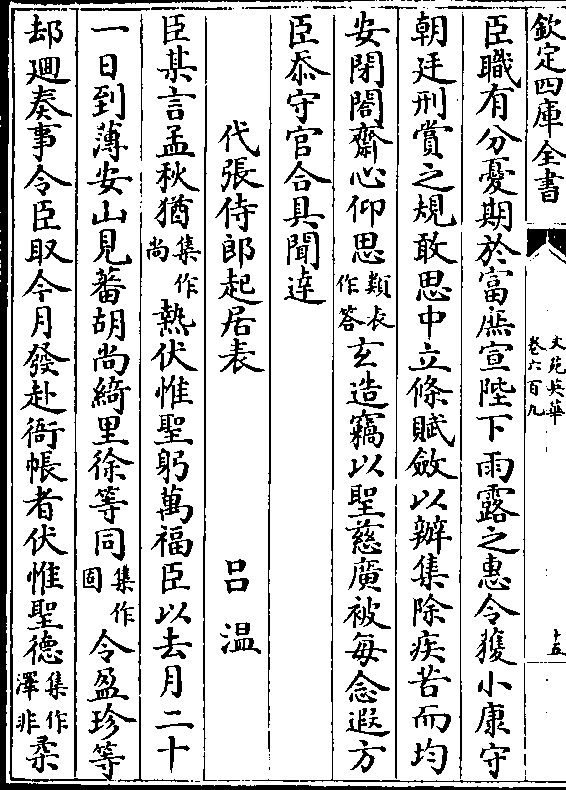 欽定四庫全書
文苑英華
卷六百九
十五
臣職有分憂期於富庶宣陛下雨露之惠令獲小康守
朝廷刑賞之規敢思中立條賦斂以辦集除疾苦而均
安閉閤齋心仰思類表作答玄造竊以聖慈廣被每念遐方
臣忝守官合具聞達
代張侍郎起居表 吕溫
臣某言孟秋猶集作尚熱伏惟聖躬萬福臣以去月二十
一日到薄安山見蕃胡尚綺里徐等同集作固令盈珍等
却迴奏事令臣取今月發赴衙帳者伏惟聖德集作澤非柔